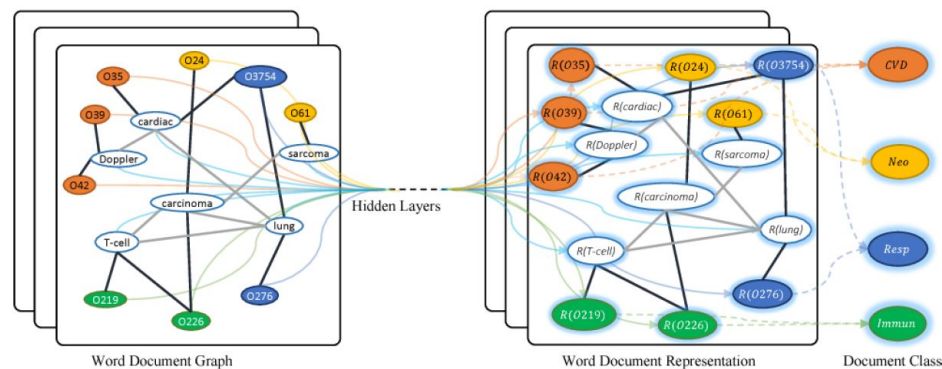 O35
O24
O3754
O39
cardiac
O61
Doppler
sarcoma
O42
carcinoma
lung
T-cell
O219
O226
O276
Word Document Graph
Hidden Layers
R(O35)
R(O24)
R(O3754)
R(O39)
R(cardiac)
R(O61)
R(Doppler)
R(sarcoma)
R(O42)
R(carcinoma)
R(lung)
R(T-cell)
R(O276)
R(O219)
R(O226)
Word Document Representation
CVD
Neo
Resp
Immun
Document Class